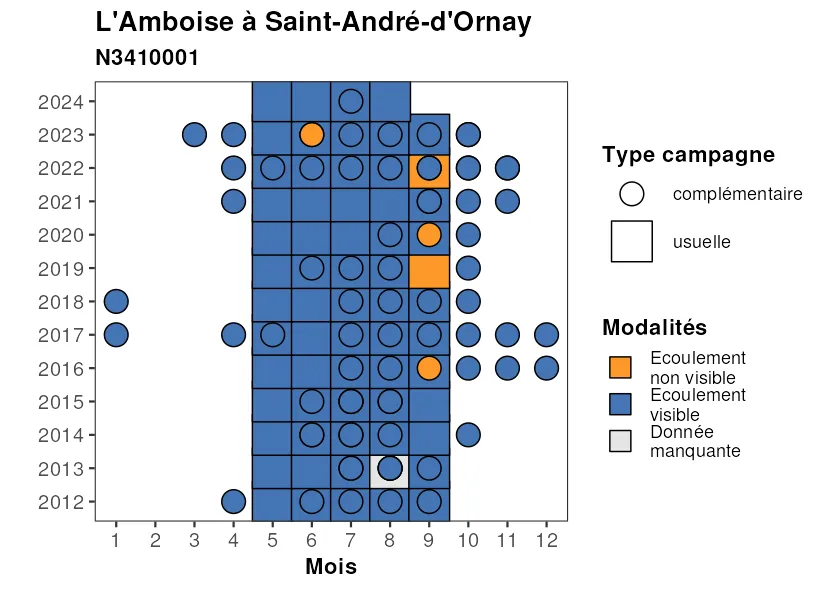 L'Amboise à Saint-André-d'Ornay
N3410001
2024
2023
2022
2021
2020
2019
2018
2017
2016
2015
2014
2013
2012
1 2 3 4 5 6 7 8 9 10 11 12
Mois
Type campagne
complémentaire
usuelle
Modalités
Ecoulement
non visible
Ecoulement
visible
Donnée
manquante